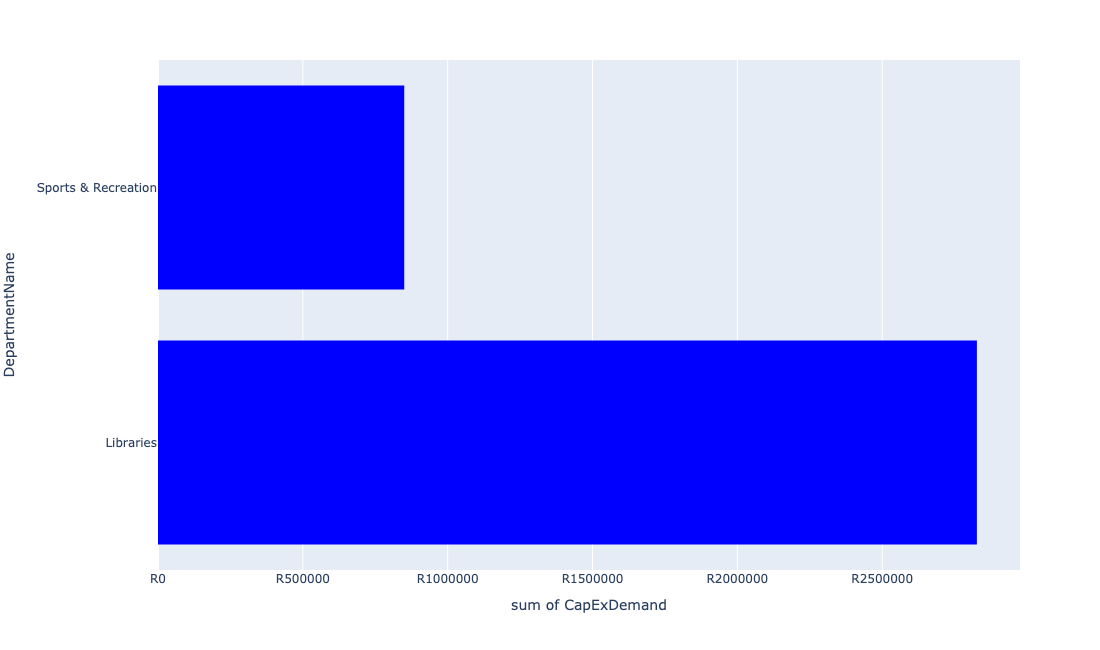 Sports & Recreation
DepartmentName
Libraries
R0
R500000
R1000000
R1500000
R2000000
R2500000
sum of CapExDemand